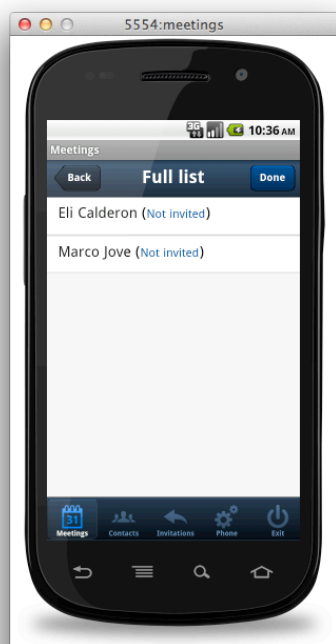 5554:meetings
3G
10:36 AM
Meetings
Back
Full list
Done
Eli Calderon (Not invited)
Marco Jove (Not invited)
31
Meetings
Contacts
Invitations
Phone
Exit